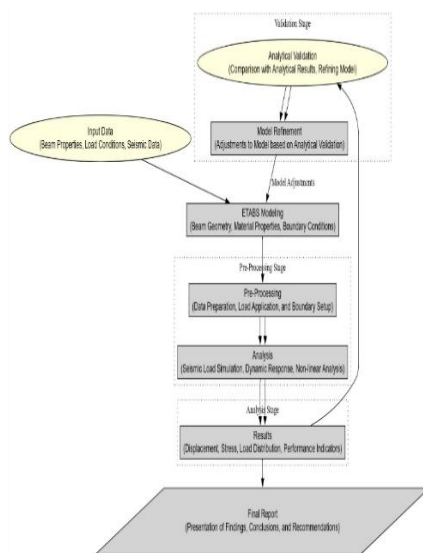 Validation Stage
Analytical Validation
(Comparison with Analytical Results, Refining Model)
Input Data
(Beam Properties, Load Conditions, Seismic Data)
Model Refinement
(Adjustments to Model based on Analytical Validation)
Model Adjustments
ETABS Modeling
(Beam Geometry, Material Properties, Boundary Conditions)
Pre-Processing Stage
Pre-Processing
(Data Preparation, Load Application, and Boundary Setup)
Analysis
(Seismic Load Simulation, Dynamic Response, Non-linear Analysis)
Analysis Stage
Results
(Displacement, Stress, Load Distribution, Performance Indicators)
Final Report
(Presentation of Findings, Conclusions, and Recommendations)